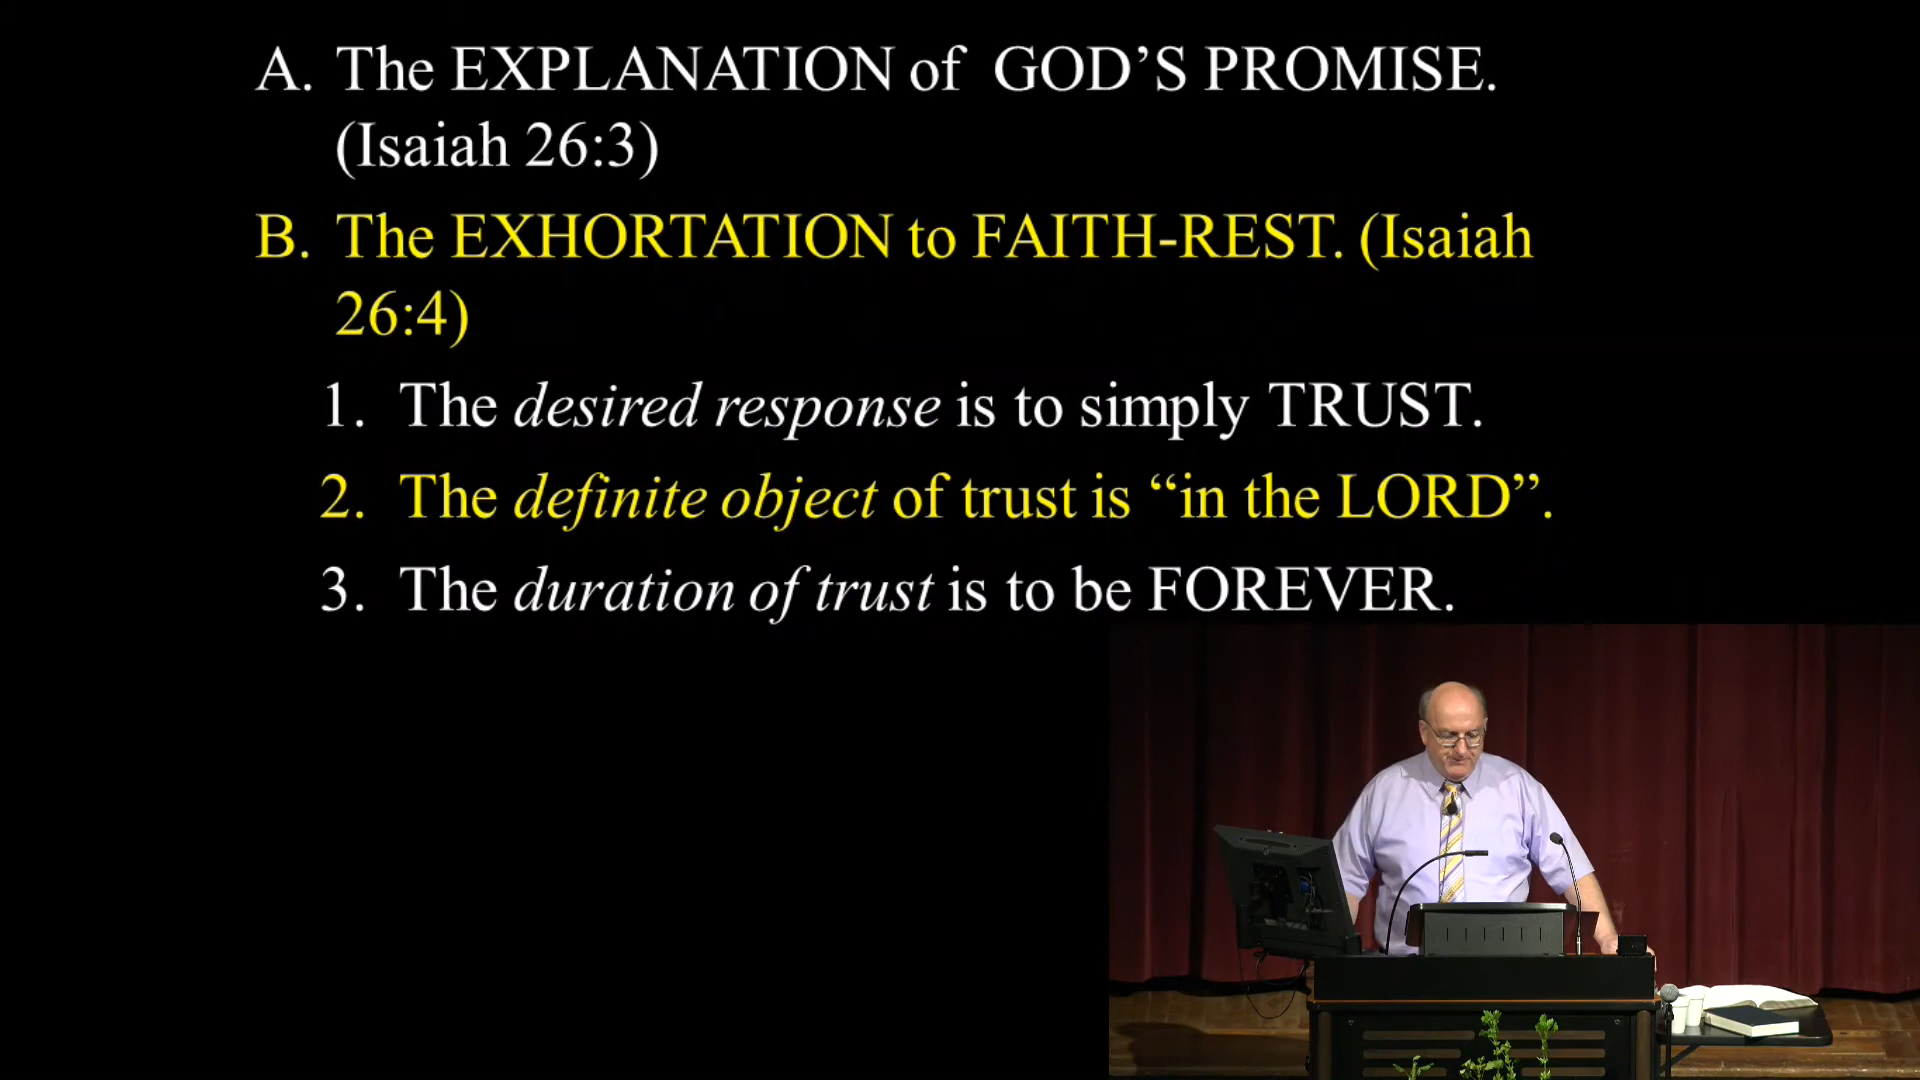 A. The EXPLANATION of GOD’S PROMISE.
(Isaiah 26:3)
B. The EXHORTATION to FAITH-REST. (Isaiah
26:4)
1. The desired response is to simply TRUST.
2. The definite object of trust is “in the LORD”.
3. The duration of trust is to be FOREVER.